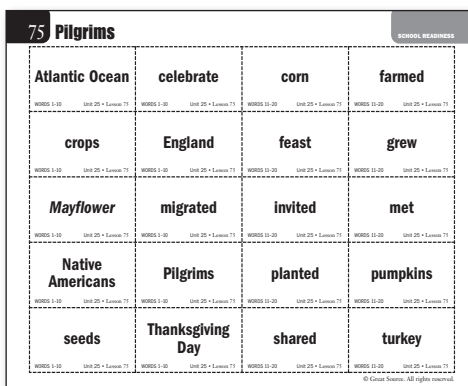 75 Pilgrims
SCHOOL READINESS
Atlantic Ocean celebrate corn farmed
WORDS 1-10 Unit 25 • Lesson 75 WORDS 1-10 Unit 25 • Lesson 75 WORDS 11-20 Unit 25 • Lesson 75 WORDS 11-20 Unit 25 • Lesson 75
crops England feast grew
WORDS 1-10 Unit 25 • Lesson 75 WORDS 1-10 Unit 25 • Lesson 75 WORDS 11-20 Unit 25 • Lesson 75 WORDS 11-20 Unit 25 • Lesson 75
Mayflower migrated invited met
WORDS 1-10 Unit 25 • Lesson 75 WORDS 1-10 Unit 25 • Lesson 75 WORDS 11-20 Unit 25 • Lesson 75 WORDS 11-20 Unit 25 • Lesson 75
Native
Americans Pilgrims planted pumpkins
WORDS 1-10 Unit 25 • Lesson 75 WORDS 1-10 Unit 25 • Lesson 75 WORDS 11-20 Unit 25 • Lesson 75 WORDS 11-20 Unit 25 • Lesson 75
seeds Thanksgiving
Day shared turkey
WORDS 1-10 Unit 25 • Lesson 75 WORDS 1-10 Unit 25 • Lesson 75 WORDS 11-20 Unit 25 • Lesson 75 WORDS 11-20 Unit 25 • Lesson 75
© Great Source. All rights reserved.